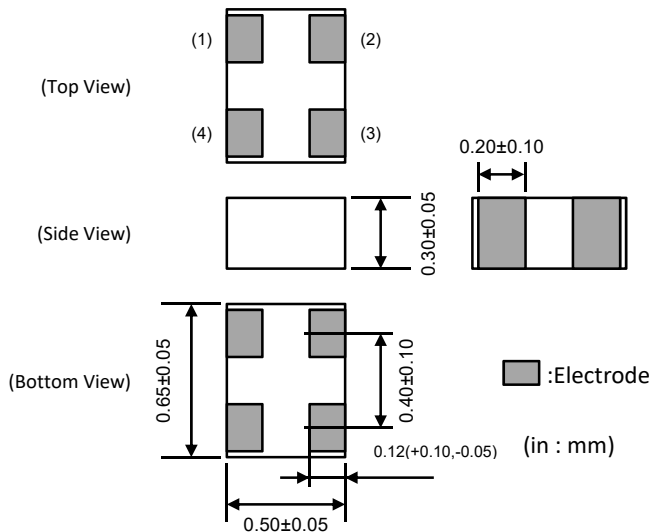 (1)
(2)
(Top View)
(4)
(3)
0.20±0.10
(Side View)
0.30±0.05
(Bottom View)
0.65±0.05
0.40±0.10
:Electrode
0.12(+0.10,-0.05)
(in : mm)
0.50±0.05